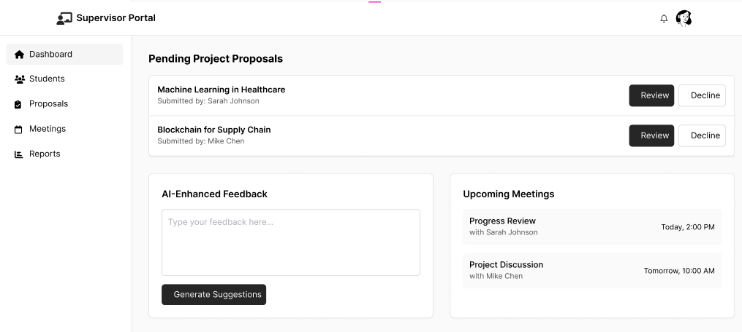 Supervisor Portal
Dashboard
Students
Proposals
Meetings
Reports
Pending Project Proposals
Machine Learning in Healthcare
Submitted by: Sarah Johnson
Review
Decline
Blockchain for Supply Chain
Submitted by: Mike Chen
Review
Decline
AI-Enhanced Feedback
Type your feedback here...
Generate Suggestions
Upcoming Meetings
Progress Review
with Sarah Johnson
Today, 2:00 PM
Project Discussion
with Mike Chen
Tomorrow, 10:00 AM